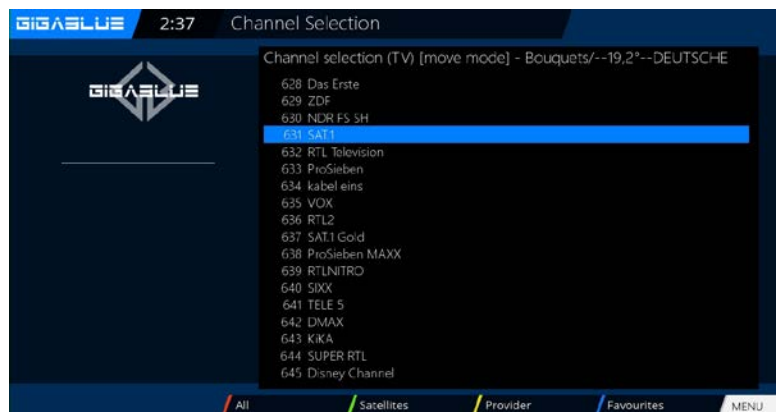 GIGABLUE 2:37 Channel Selection
Channel selection (TV) [move mode] - Bouquets/--19,2°--DEUTSCHE
GIGABLUE
628 Das Erste
629 ZDF
630 NDR FS SH
631 SAT.1
632 RTL Television
633 ProSieben
634 kabel eins
635 VOX
636 RTL2
637 SAT.1 Gold
638 ProSieben MAXX
639 RTLNITRO
640 SIXX
641 TELE 5
642 DMAX
643 KiKA
644 SUPER RTL
645 Disney Channel
All Satellites Provider Favourites MENU